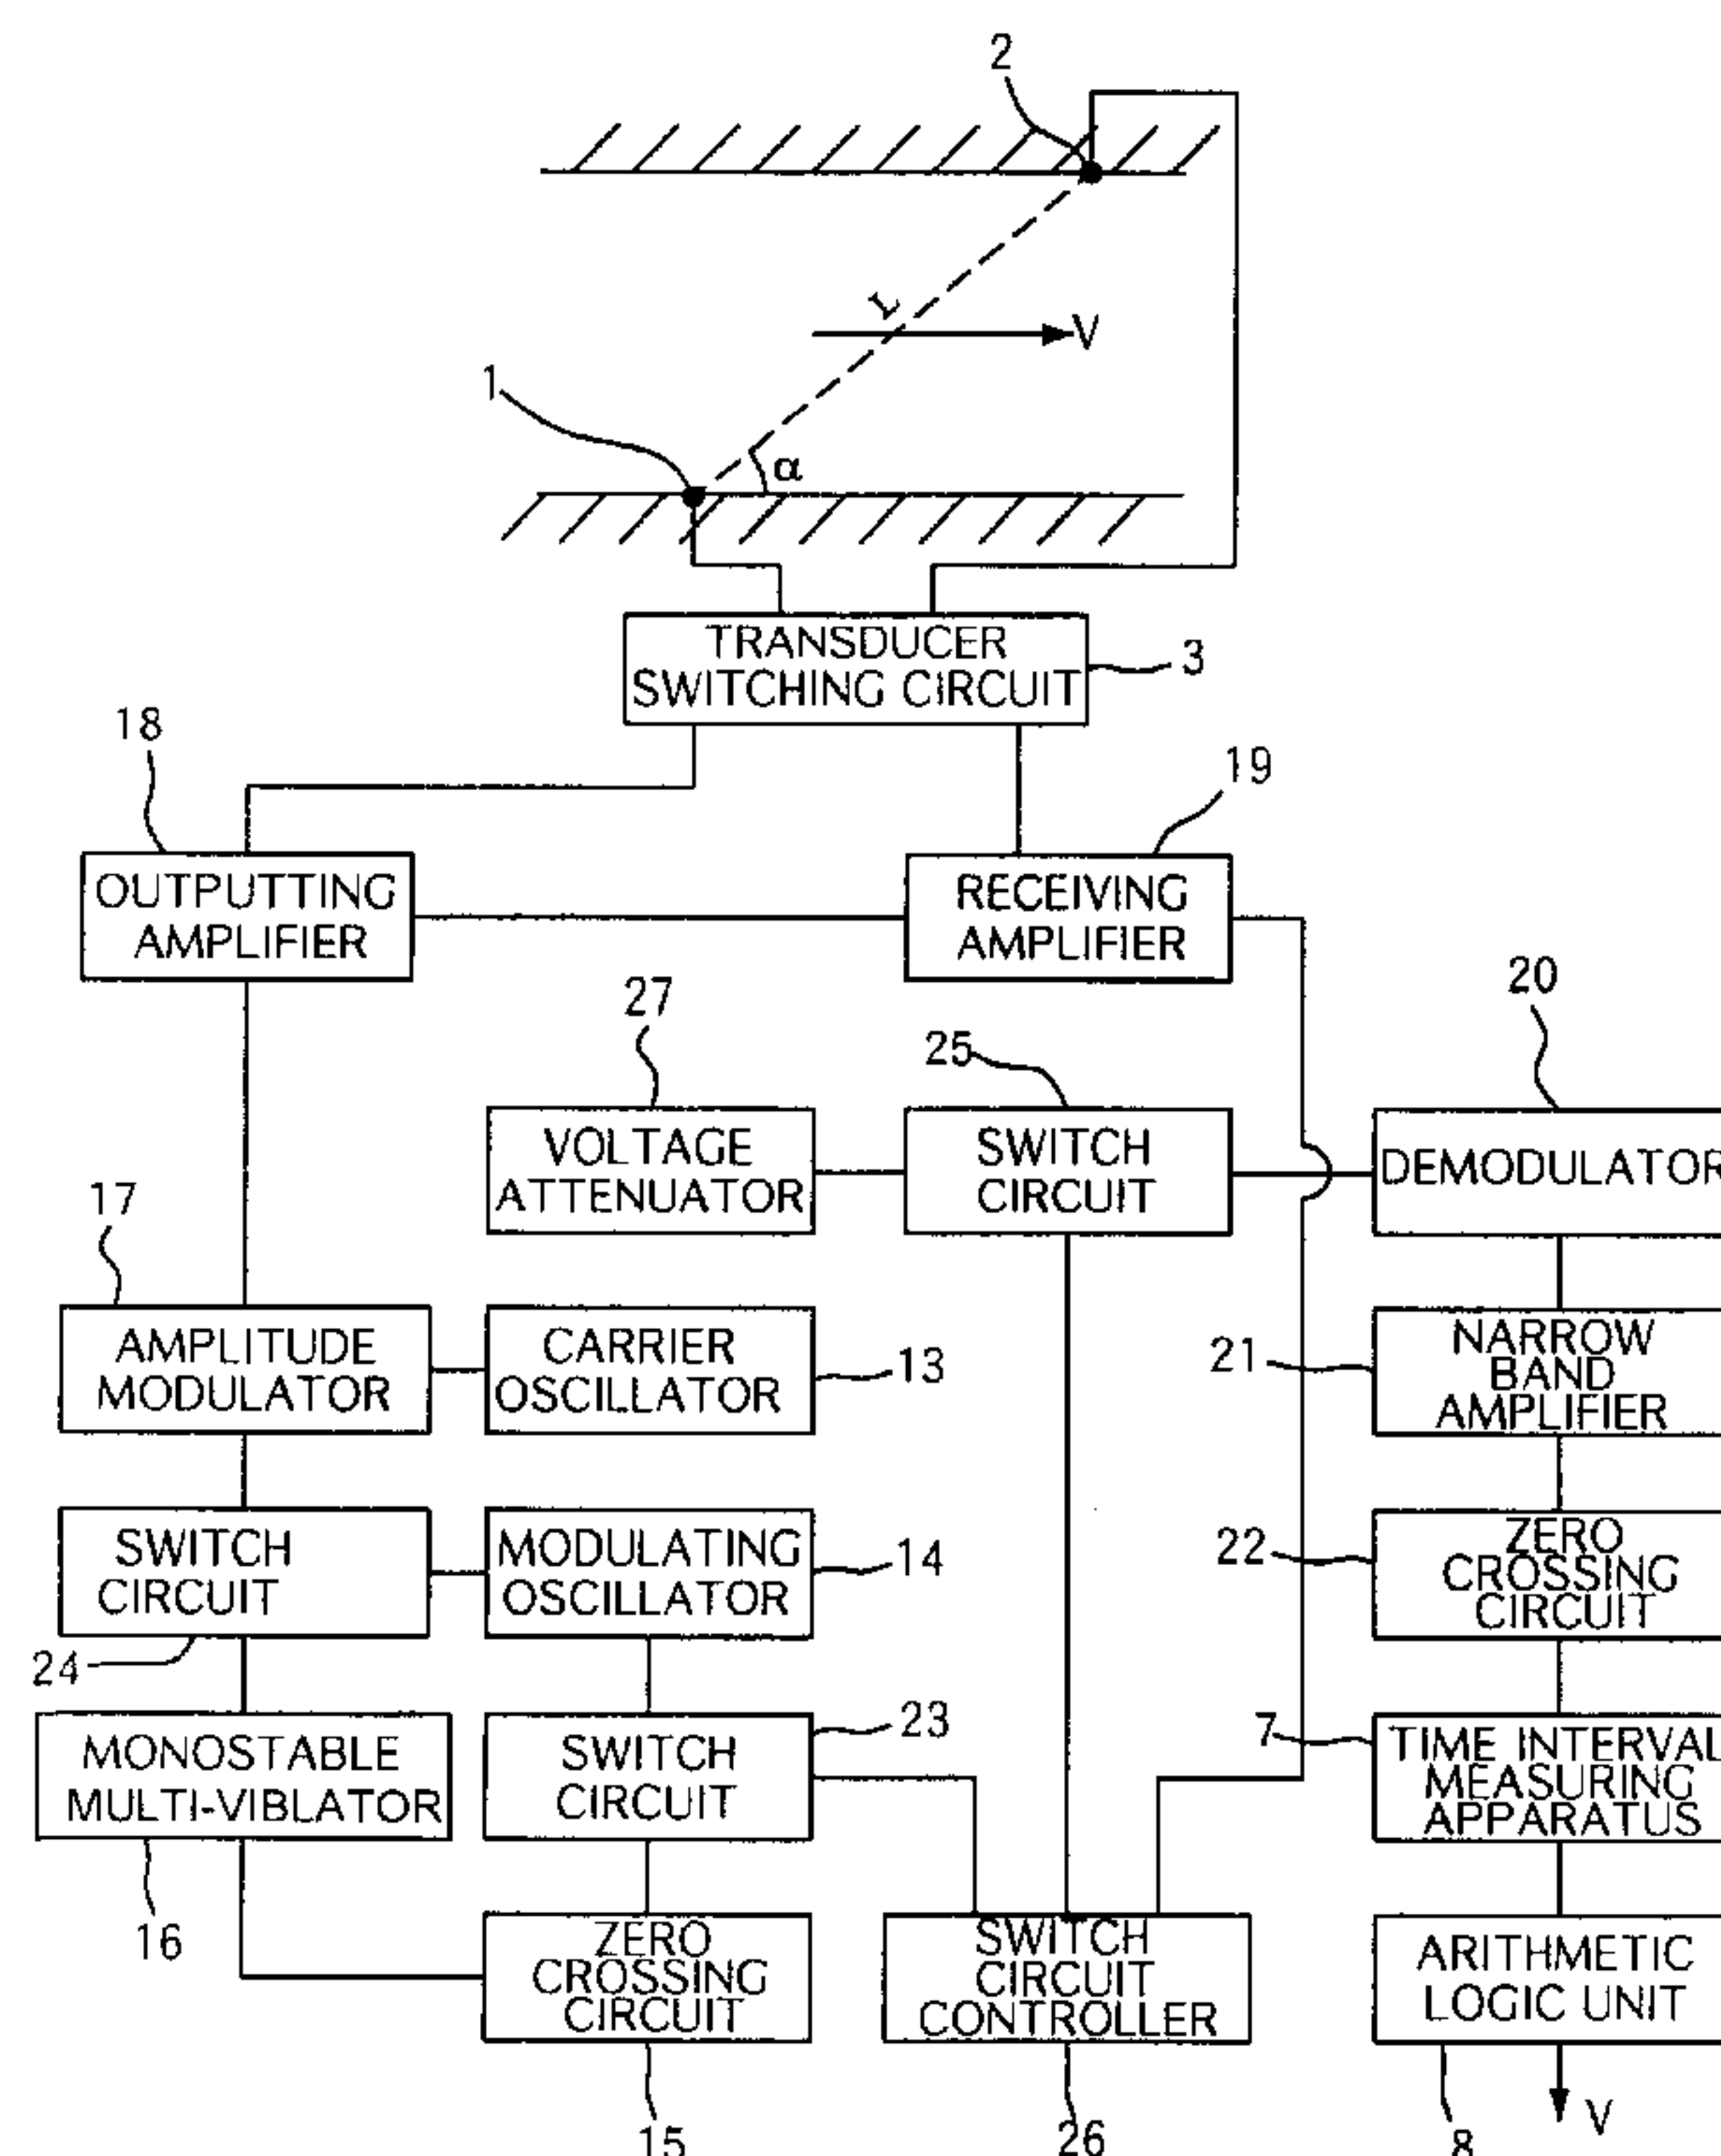 2
L
V
1
α
TRANSDUCER
SWITCHING CIRCUIT
3
18
19
OUTPUTTING
AMPLIFIER
RECEIVING
AMPLIFIER
27
25
20
VOLTAGE
ATTENUATOR
SWITCH
CIRCUIT
DEMODULATOR
17
AMPLITUDE
MODULATOR
CARRIER
OSCILLATOR
13
21
NARROW
BAND
AMPLIFIER
SWITCH
CIRCUIT
24
MODULATING
OSCILLATOR
14
22
ZERO
CROSSING
CIRCUIT
MONOSTABLE
MULTI-VIBLATOR
16
SWITCH
CIRCUIT
23
7
TIME INTERVAL
MEASURING
APPARATUS
ZERO
CROSSING
CIRCUIT
15
SWITCH
CIRCUIT
CONTROLLER
26
ARITHMETIC
LOGIC UNIT
8
V